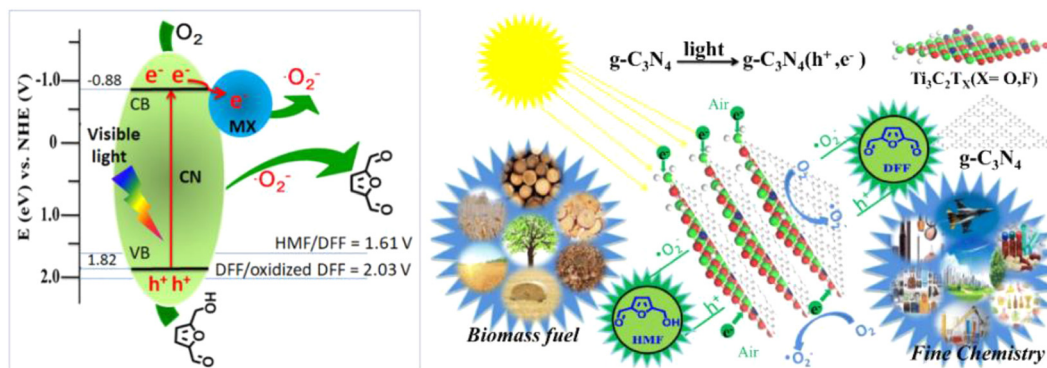 O₂
-1.0
-0.88
e⁻ e⁻
·O₂⁻
CB
e⁻
MX
Visible
light
0
CN
·O₂⁻
O
O
O
1.0
HMF/DFF = 1.61 V
1.82
VB
DFF/oxidized DFF = 2.03 V
2.0
h⁺ h⁺
HO
O
O
E (eV) vs. NHE (V)
g-C₃N₄ light g-C₃N₄(h⁺,e⁻)
Ti₃C₂Tₓ(X= O,F)
Air
e⁻
e⁻
e⁻
·O₂⁻
O₂
·O₂⁻
DFF
g-C₃N₄
h⁺
·O₂⁻
h⁺
OH
HMF
e⁻
e⁻
Air
O₂
·O₂⁻
Biomass fuel
Fine Chemistry